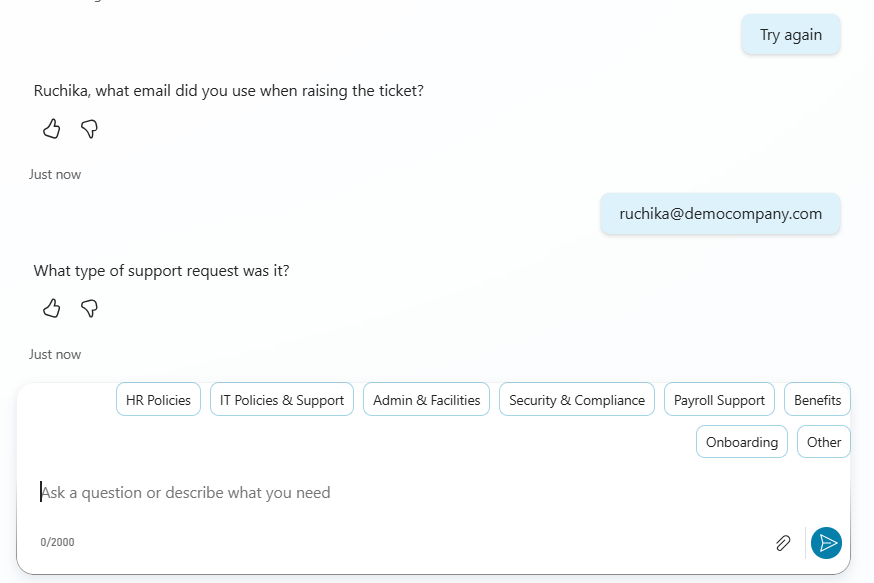 Try again
Ruchika, what email did you use when raising the ticket?
Just now
ruchika@democompany.com
What type of support request was it?
Just now
HR Policies IT Policies & Support Admin & Facilities Security & Compliance Payroll Support Benefits
Onboarding Other
Ask a question or describe what you need
0/2000